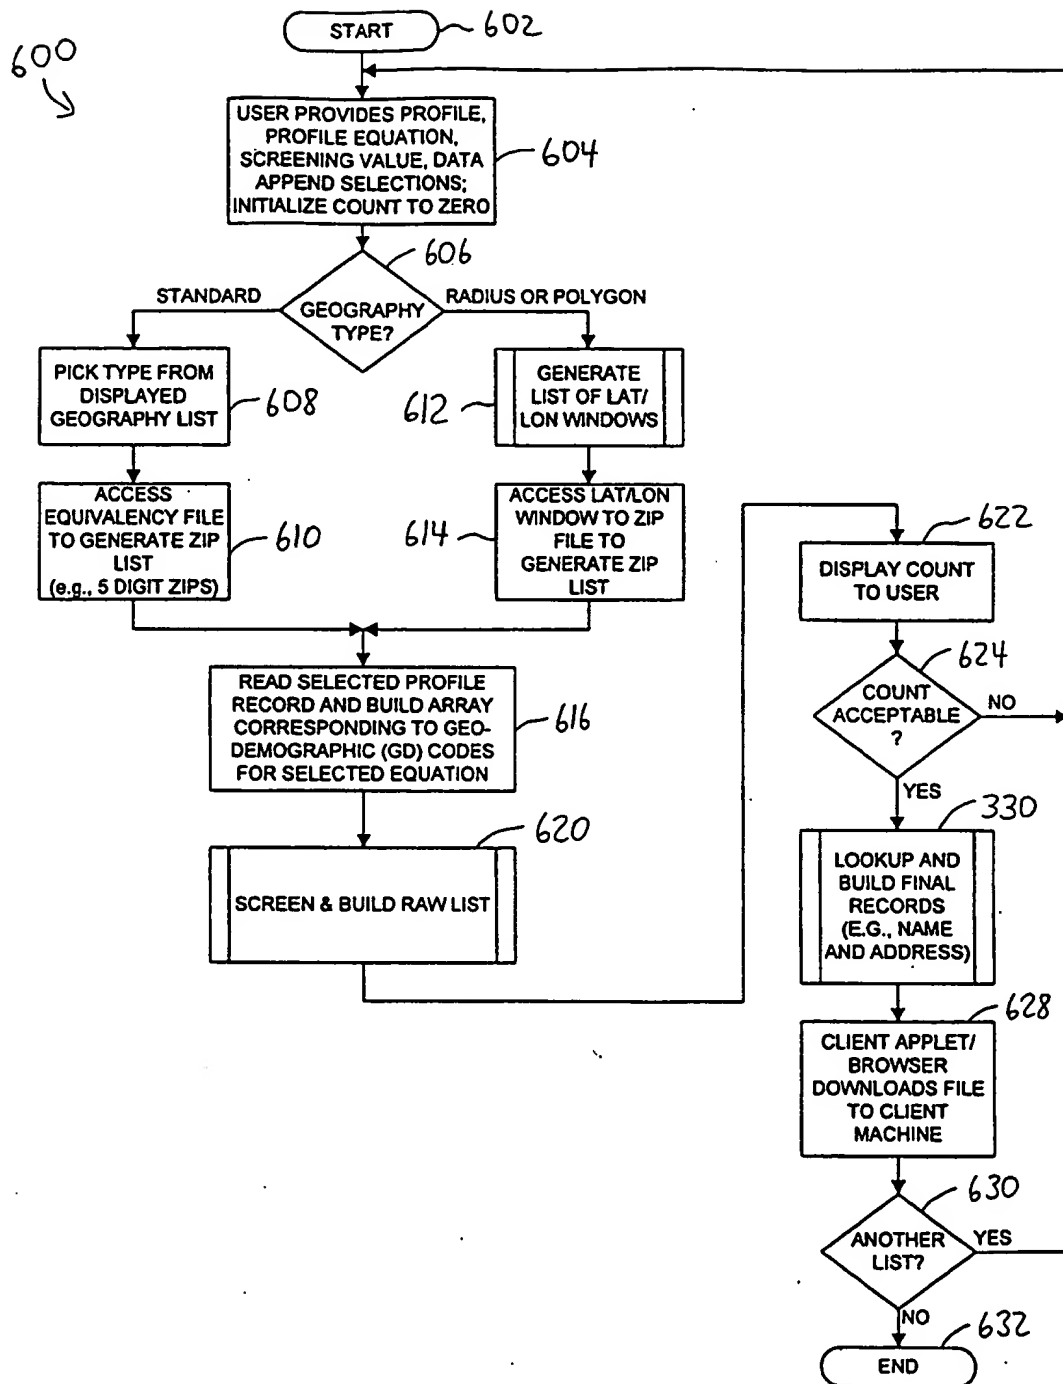 START
602
600
USER PROVIDES PROFILE,
PROFILE EQUATION,
SCREENING VALUE, DATA
APPEND SELECTIONS;
INITIALIZE COUNT TO ZERO
604
606
STANDARD
GEOGRAPHY
TYPE?
RADIUS OR POLYGON
PICK TYPE FROM
DISPLAYED
GEOGRAPHY LIST
608
612
GENERATE
LIST OF LAT/
LON WINDOWS
ACCESS
EQUIVALENCY FILE
TO GENERATE ZIP
LIST
(e.g., 5 DIGIT ZIPS)
610
614
ACCESS LAT/LON
WINDOW TO ZIP
FILE TO
GENERATE ZIP
LIST
READ SELECTED PROFILE
RECORD AND BUILD ARRAY
CORRESPONDING TO GEO-
DEMOGRAPHIC (GD) CODES
FOR SELECTED EQUATION
616
620
SCREEN & BUILD RAW LIST
622
DISPLAY COUNT
TO USER
624
COUNT
ACCEPTABLE
?
NO
YES
330
LOOKUP AND
BUILD FINAL
RECORDS
(E.G., NAME
AND ADDRESS)
628
CLIENT APPLET/
BROWSER
DOWNLOADS FILE
TO CLIENT
MACHINE
630
ANOTHER
LIST?
YES
NO
632
END